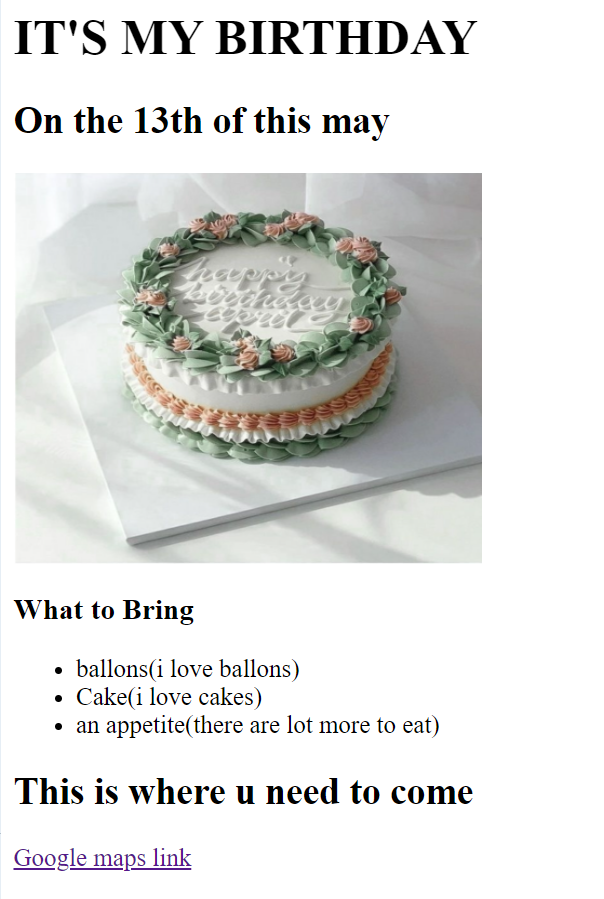 IT'S MY BIRTHDAY
On the 13th of this may
happy
birthday
april
What to Bring
ballons(i love ballons)
Cake(i love cakes)
an appetite(there are lot more to eat)
This is where u need to come
Google maps link